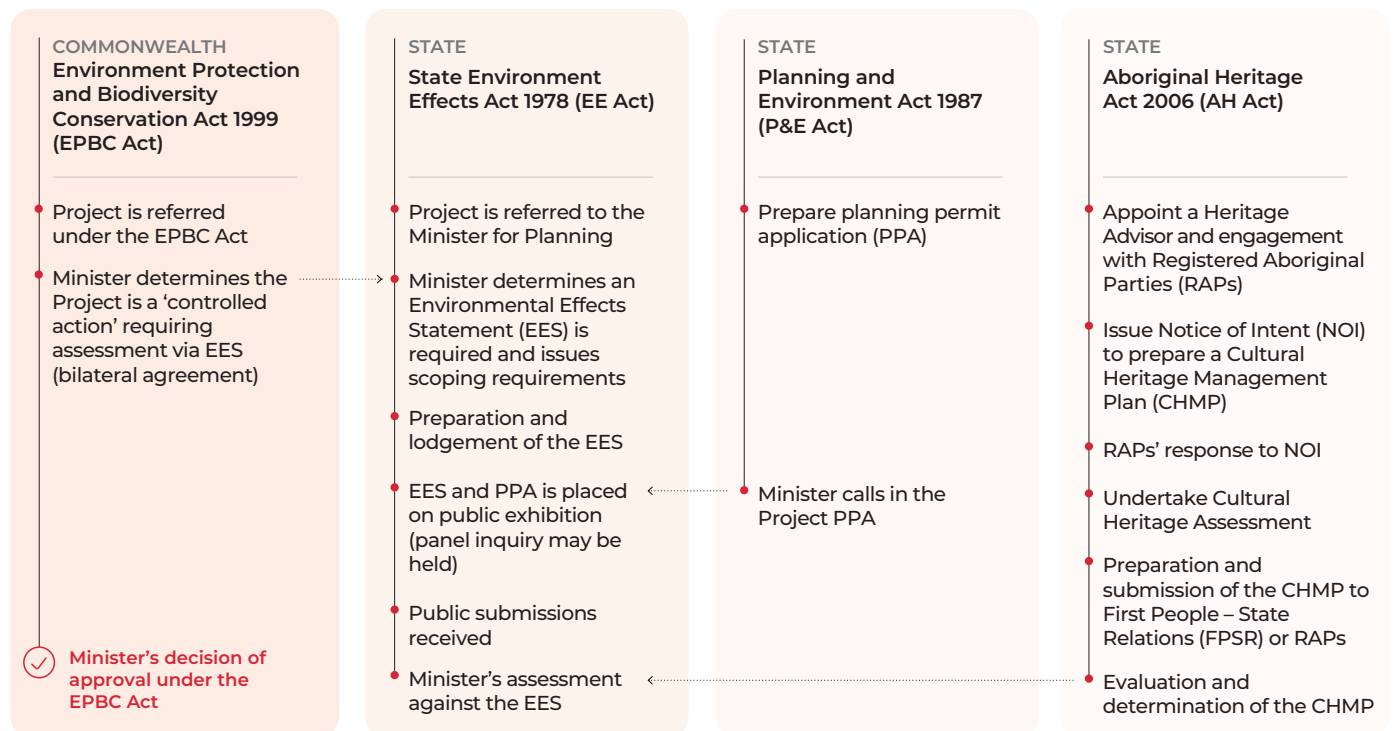 COMMONWEALTH
Environment Protection
and Biodiversity
Conservation Act 1999
(EPBC Act)
Project is referred
under the EPBC Act
Minister determines the
Project is a ‘controlled
action’ requiring
assessment via EES
(bilateral agreement)
Minister’s decision of
approval under the
EPBC Act
STATE
State Environment
Effects Act 1978 (EE Act)
Project is referred to the
Minister for Planning
Minister determines an
Environmental Effects
Statement (EES) is
required and issues
scoping requirements
Preparation and
lodgement of the EES
EES and PPA is placed
on public exhibition
(panel inquiry may be
held)
Public submissions
received
Minister’s assessment
against the EES
STATE
Planning and
Environment Act 1987
(P&E Act)
Prepare planning permit
application (PPA)
Minister calls in the
Project PPA
STATE
Aboriginal Heritage
Act 2006 (AH Act)
Appoint a Heritage
Advisor and engagement
with Registered Aboriginal
Parties (RAPs)
Issue Notice of Intent (NOI)
to prepare a Cultural
Heritage Management
Plan (CHMP)
RAPs’ response to NOI
Undertake Cultural
Heritage Assessment
Preparation and
submission of the CHMP to
First People – State
Relations (FPSR) or RAPs
Evaluation and
determination of the CHMP